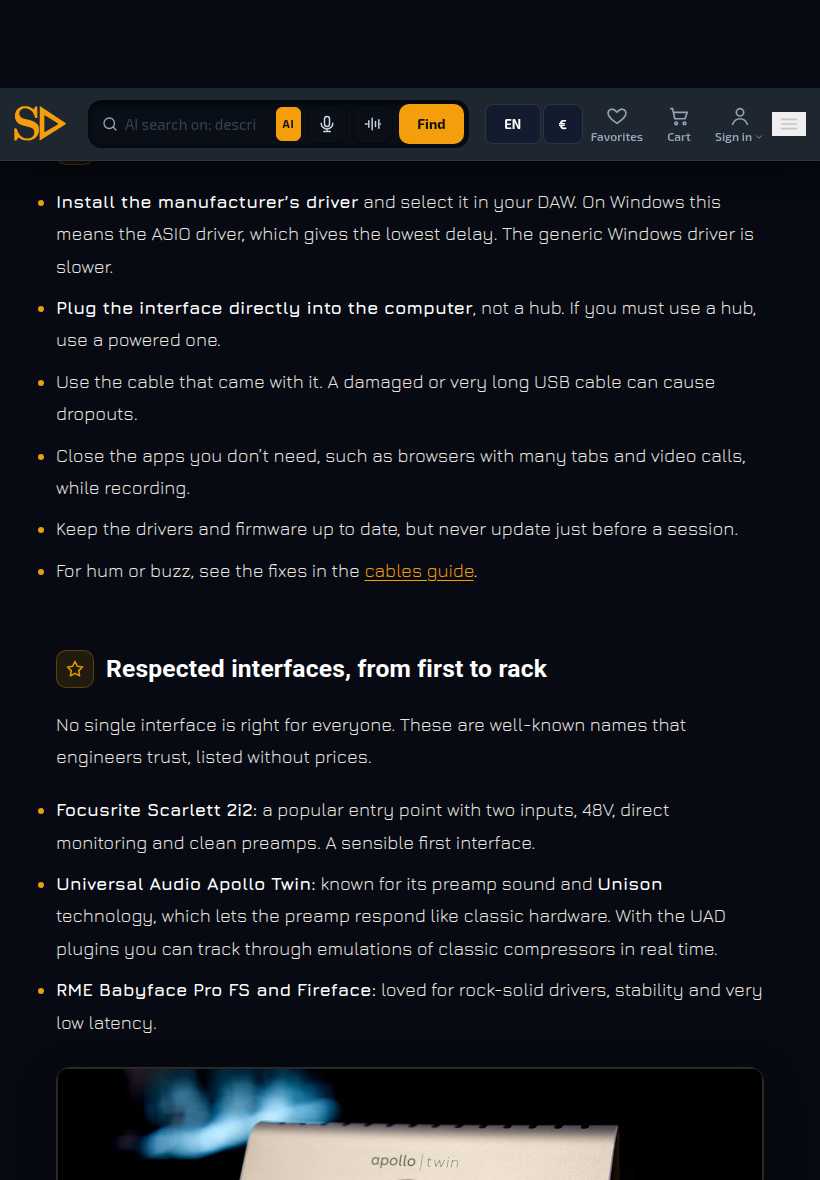 S
AI search on: descri
AI
Find
EN
€
Favorites
Cart
Sign in
Install the manufacturer's driver and select it in your DAW. On Windows this
means the ASIO driver, which gives the lowest delay. The generic Windows driver is
slower.
Plug the interface directly into the computer, not a hub. If you must use a hub,
use a powered one.
Use the cable that came with it. A damaged or very long USB cable can cause
dropouts.
Close the apps you don't need, such as browsers with many tabs and video calls,
while recording.
Keep the drivers and firmware up to date, but never update just before a session.
For hum or buzz, see the fixes in the cables guide.
Respected interfaces, from first to rack
No single interface is right for everyone. These are well-known names that
engineers trust, listed without prices.
Focusrite Scarlett 2i2: a popular entry point with two inputs, 48V, direct
monitoring and clean preamps. A sensible first interface.
Universal Audio Apollo Twin: known for its preamp sound and Unison
technology, which lets the preamp respond like classic hardware. With the UAD
plugins you can track through emulations of classic compressors in real time.
RME Babyface Pro FS and Fireface: loved for rock-solid drivers, stability and very
low latency.
apollo | twin